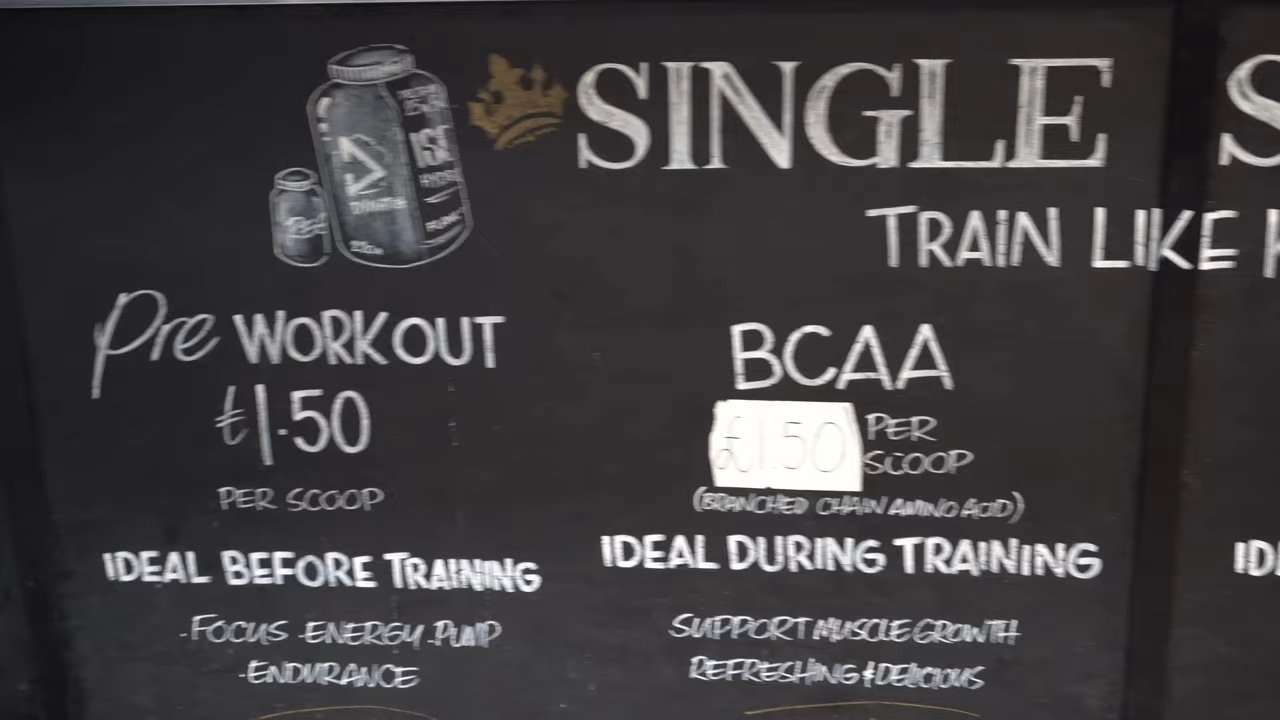 SINGLE S
TRAIN LIKE K
Pre WORKOUT
£1.50
PER SCOOP
IDEAL BEFORE TRAINING
-FOCUS -ENERGY -PUMP
-ENDURANCE
BCAA
£1.50 PER
SCOOP
(BRANCHED CHAIN AMINO ACID)
IDEAL DURING TRAINING
SUPPORT MUSCLE GROWTH
REFRESHING & DELICIOUS
ID